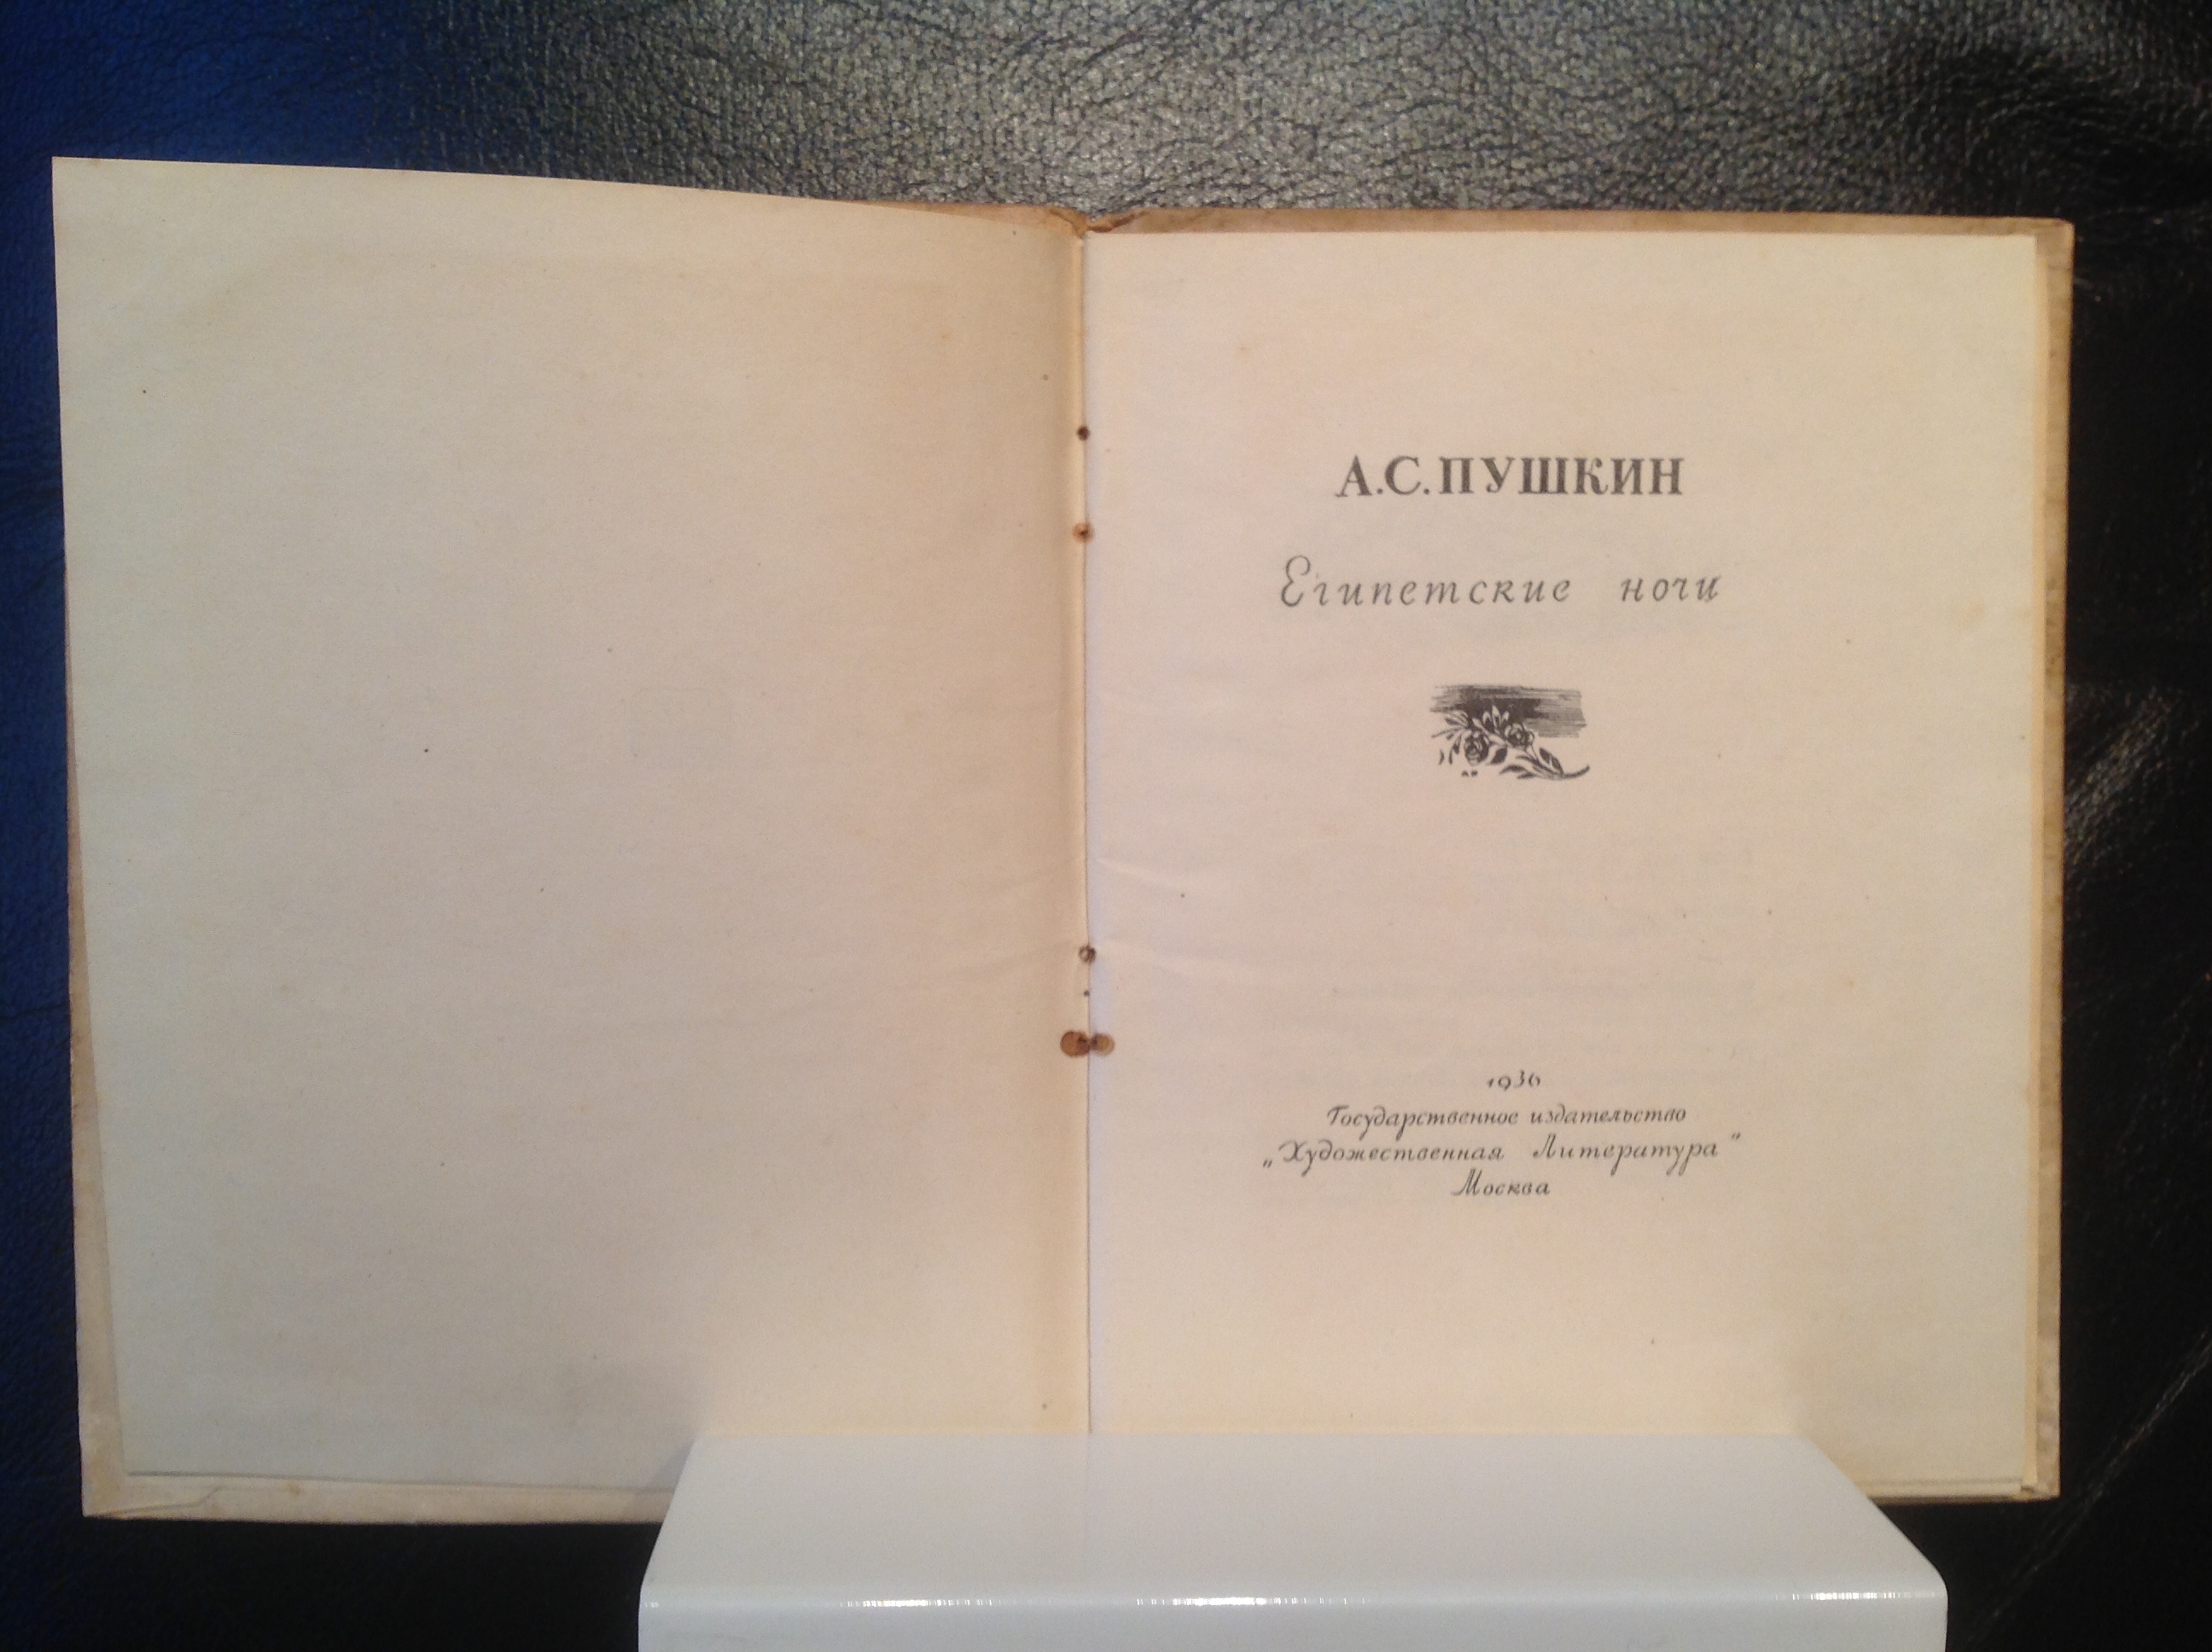 А.С.ПУШКИН
Египетские ночи
1936
Государственное издательство
„Художественная Литература"
Москва